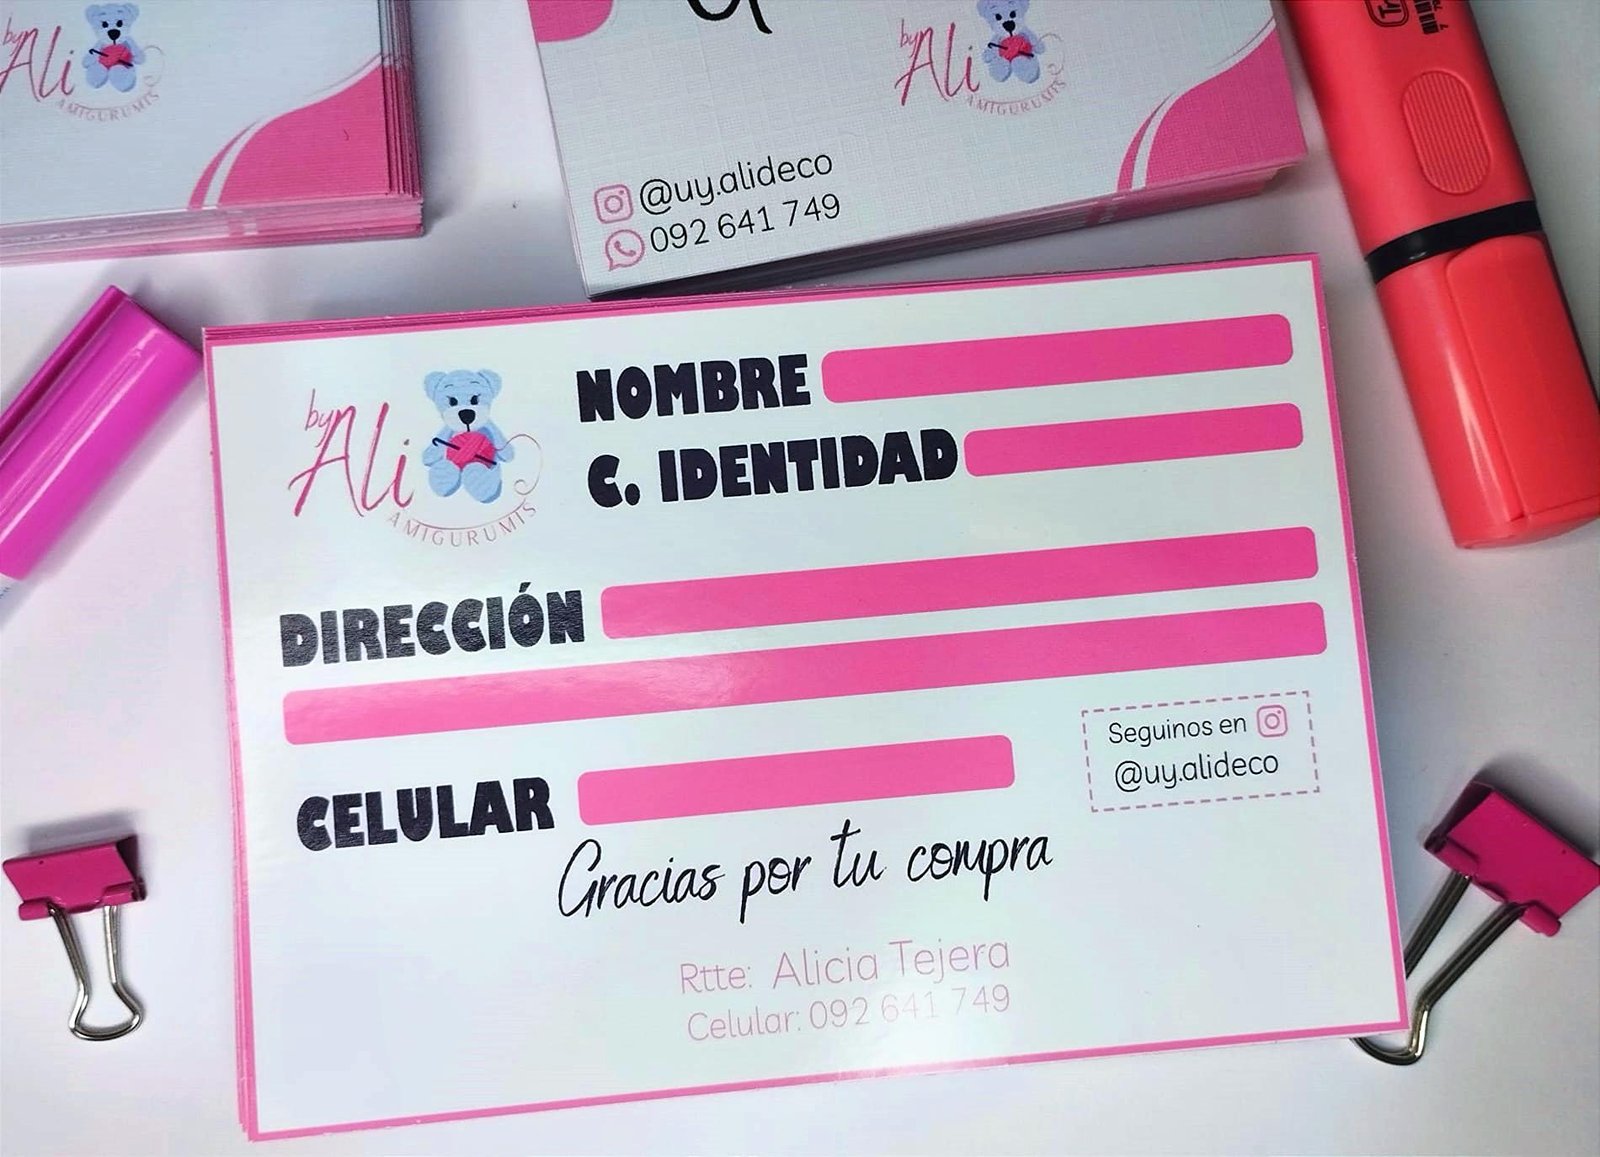 by
Ali
AMIGURUMIS
by
Ali
AMIGURUMIS
@uy.alideco
092 641 749
by
Ali
AMIGURUMIS
NOMBRE
C. IDENTIDAD
DIRECCIÓN
CELULAR
Seguinos en
@uy.alideco
Gracias por tu compra
Rtte: Alicia Tejera
Celular: 092 641 749